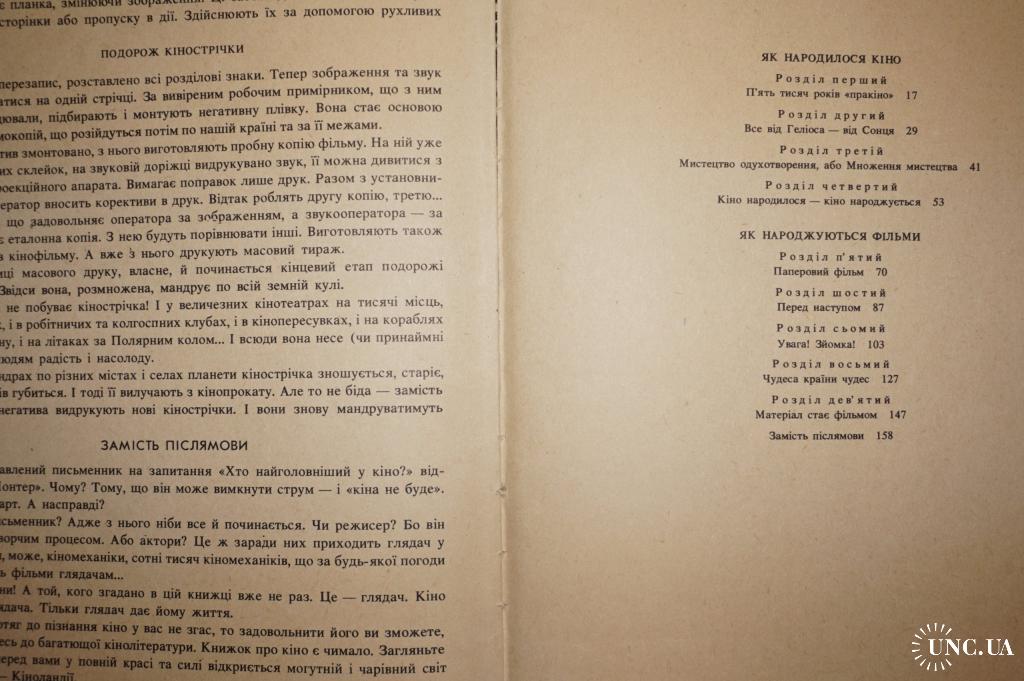 є планка, змінюючи зображення.
сторінки або пропуску в дії. Здійснюють їх за допомогою рухливих
ПОДОРОЖ КІНОСТРІЧКИ
перезапис, розставлено всі розділові знаки. Тепер зображення та звук
атися на одній стрічці. За вивіреним робочим примірником, що з ним
цювали, підбирають і монтують негативну плівку. Вона стає основою
мокопій, що розійдуться потім по нашій країні та за її межами.
тив змонтовано, з нього виготовляють пробну копію фільму. На ній уже
их склейок, на звуковій доріжці видрукувано звук, її можна дивитися з
роекційного апарата. Вимагає поправок лише друк. Разом з установни-
ератор вносить корективи в друк. Відтак роблять другу копію, третю...
що задовольняє оператора за зображенням, а звукооператора — за
є еталонна копія. З нею будуть порівнювати інші. Виготовляють також
в кінофільму. А вже з нього друкують масовий тираж.
иці масового друку, власне, й починається кінцевий етап подорожі
Звідси вона, розмножена, мандрує по всій земній кулі.
не побуває кінострічка! І у величезних кінотеатрах на тисячі місць,
, і в робітничих та колгоспних клубах, і в кінопересувках, і на кораблях
ну, і на літаках за Полярним колом... І всюди вона несе (чи принаймні
людям радість і насолоду.
ндрах по різних містах і селах планети кінострічка зношується, старіє,
ів губиться. І тоді її вилучають з кінопрокату. Але то не біда — замість
негатива видрукують нові кінострічки. І вони знову мандруватимуть
ЗАМІСТЬ ПІСЛЯМОВИ
авлений письменник на запитання «Хто найголовніший у кіно?» від-
онтер». Чому? Тому, що він може вимкнути струм — і «кіна не буде».
арт. А насправді?
исьменник? Адже з нього ніби все й починається. Чи режисер? Бо він
ворчим процесом. Або актори? Це ж заради них приходить глядач у
, може, кіномеханіки, сотні тисяч кіномеханіків, що за будь-якої погоди
ь фільми глядачам...
ни! А той, кого згадано в цій книжці вже не раз. Це — глядач. Кіно
лядача. Тільки глядач дає йому життя.
отяг до пізнання кіно у вас не згас, то задовольнити його ви зможете,
есь до багатющої кінолітератури. Книжок про кіно є чимало. Загляньте
перед вами у повній красі та силі відкриється могутній і чарівний світ
— Кіноландії.
ЯК НАРОДИЛОСЯ КІНО
Розділ перший
П'ять тисяч років «пракіно» 17
Розділ другий
Все від Геліоса — від Сонця 29
Розділ третій
Мистецтво одухотворення, або Множення мистецтва 41
Розділ четвертий
Кіно народилося — кіно народжується 53
ЯК НАРОДЖУЮТЬСЯ ФІЛЬМИ
Розділ п'ятий
Паперовий фільм 70
Розділ шостий
Перед наступом 87
Розділ сьомий
Увага! Зйомка! 103
Розділ восьмий
Чудеса країни чудес 127
Розділ дев'ятий
Матеріал стає фільмом 147
Замість післямови 158
UNC.UA